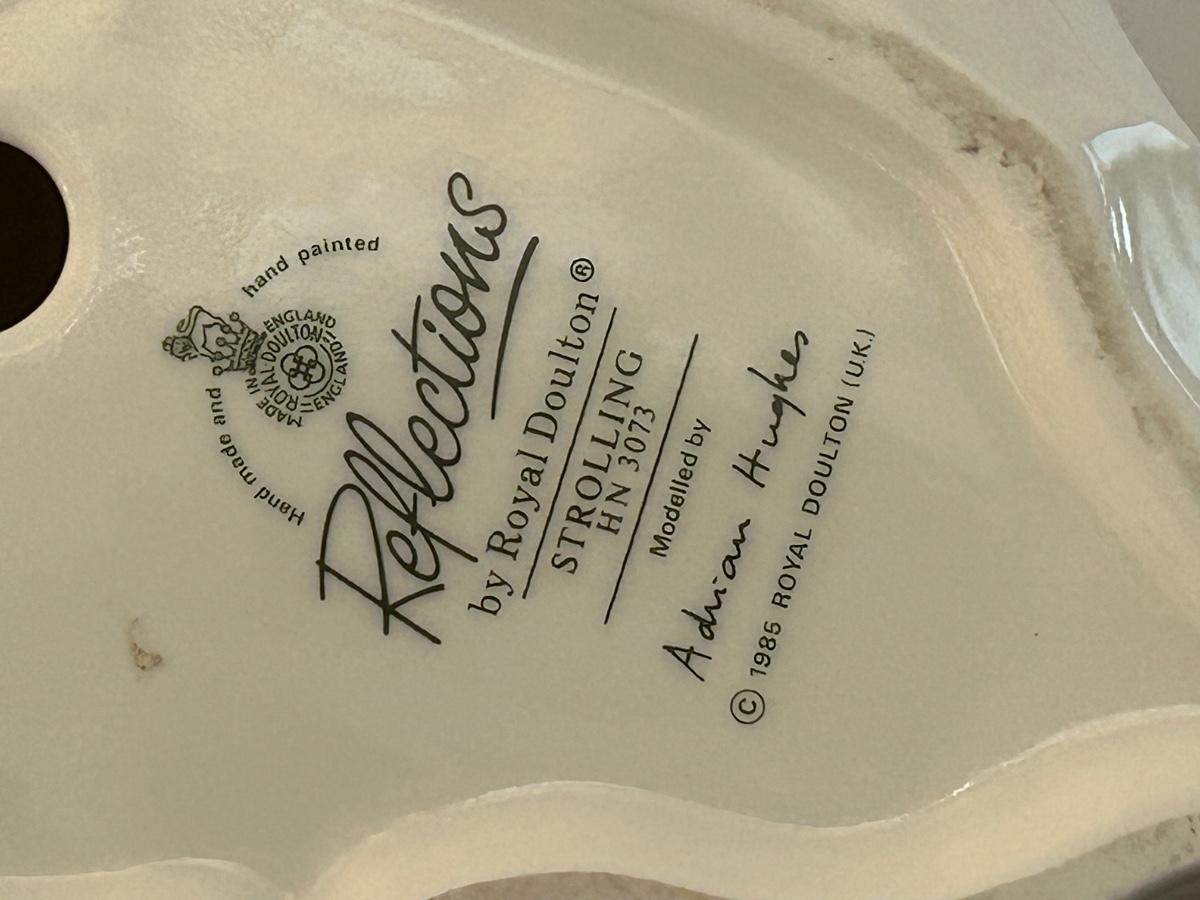 Hand made and hand painted
MADE IN ENGLAND
ROYAL DOULTON
ENGLAND
Reflections
by Royal Doulton®
STROLLING
HN 3073
Modelled by
Adrian Hughes
© 1985 ROYAL DOULTON (U.K.)